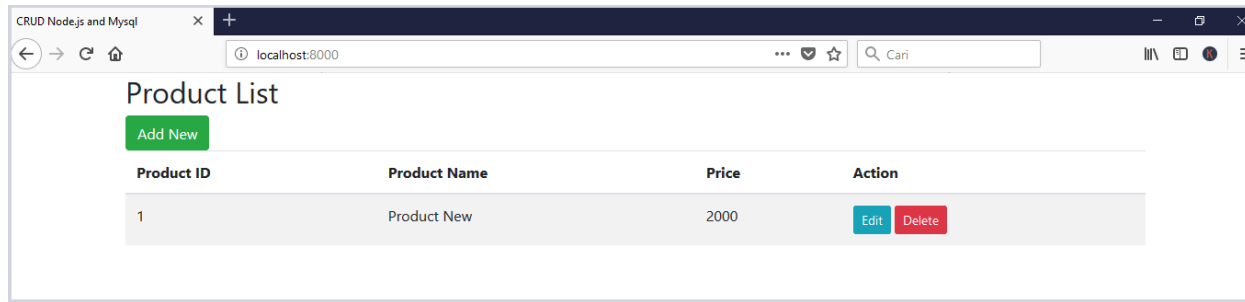 CRUD Node.js and Mysql
localhost:8000
Cari
K
Product List
Add New
Product ID Product Name Price Action
1 Product New 2000 Edit Delete